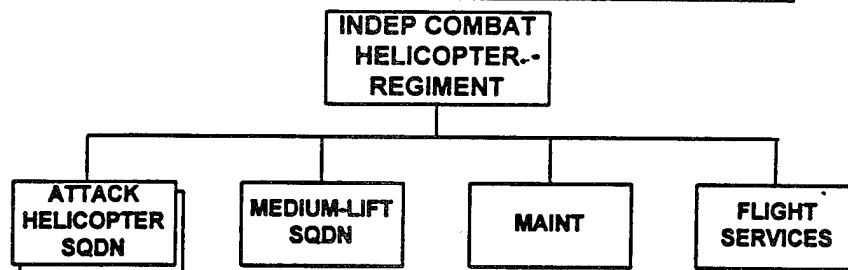 INDEP COMBAT
HELICOPTER
REGIMENT
ATTACK
HELICOPTER
SQDN
MEDIUM-LIFT
SQDN
MAINT
FLIGHT
SERVICES